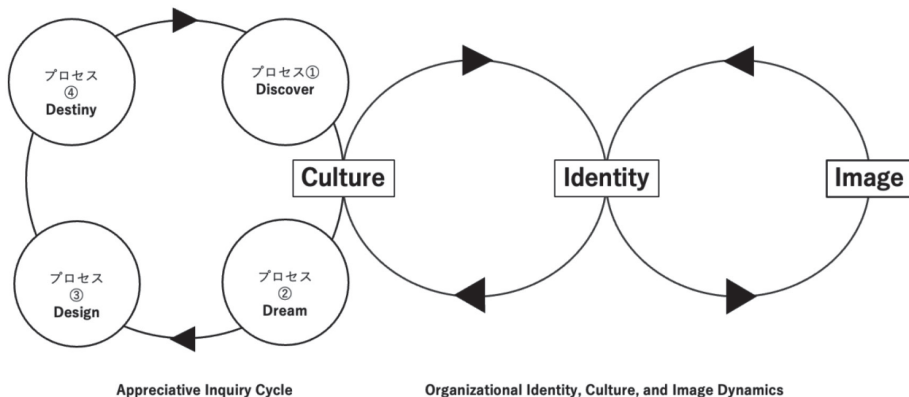 プロセス
④
Destiny
プロセス①
Discover
Culture
Identity
Image
プロセス
③
Design
プロセス
②
Dream
Appreciative Inquiry Cycle
Organizational Identity, Culture, and Image Dynamics